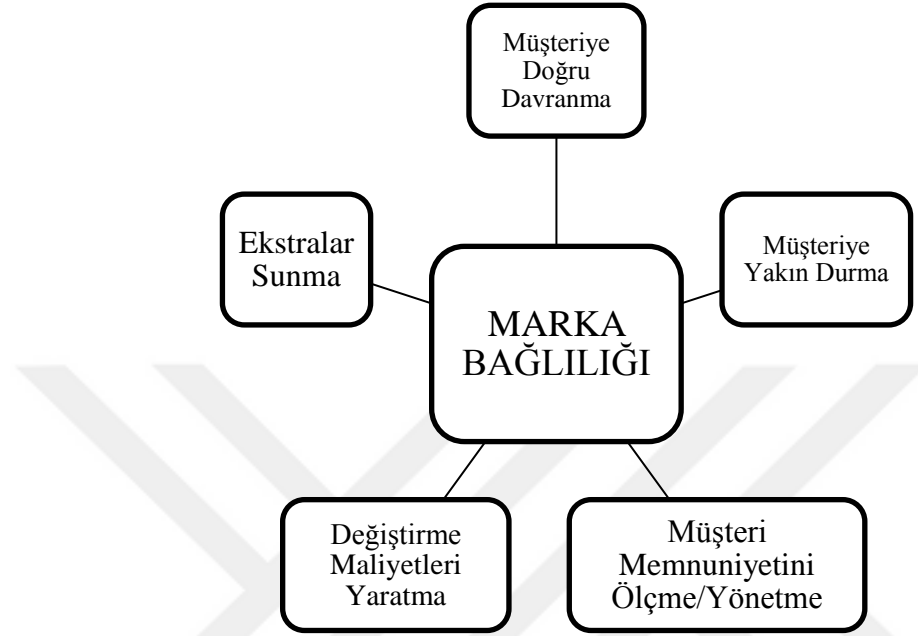 Müşteriye
Doğru
Davranma
Ekstralar
Sunma
Müşteriye
Yakın Durma
MARKA
BAĞLILIĞI
Değiştirme
Maliyetleri
Yaratma
Müşteri
Memnuniyetini
Ölçme/Yönetme